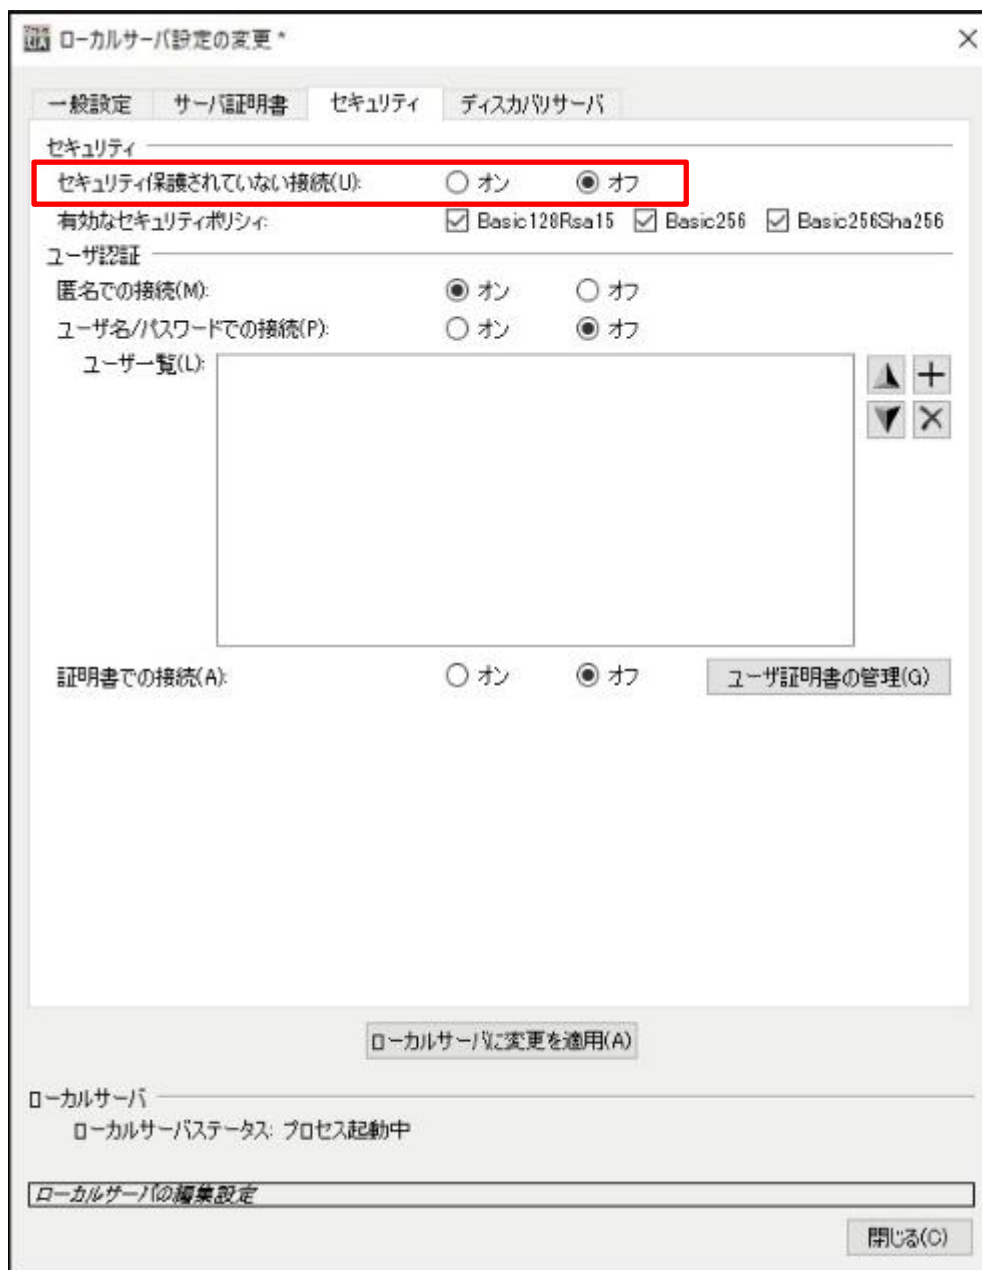 ローカルサーバ設定の変更 *
一般設定 サーバ証明書 セキュリティ ディスカバリサーバ
セキュリティ
セキュリティ保護されていない接続(U): オン オフ
有効なセキュリティポリシィ: Basic128Rsa15 Basic256 Basic256Sha256
ユーザ認証
匿名での接続(M): オン オフ
ユーザ名/パスワードでの接続(P): オン オフ
ユーザ一覧(L):
証明書での接続(A): オン オフ ユーザ証明書の管理(G)
ローカルサーバに変更を適用(A)
ローカルサーバ
ローカルサーバステータス: プロセス起動中
ローカルサーバの編集設定
閉じる(C)